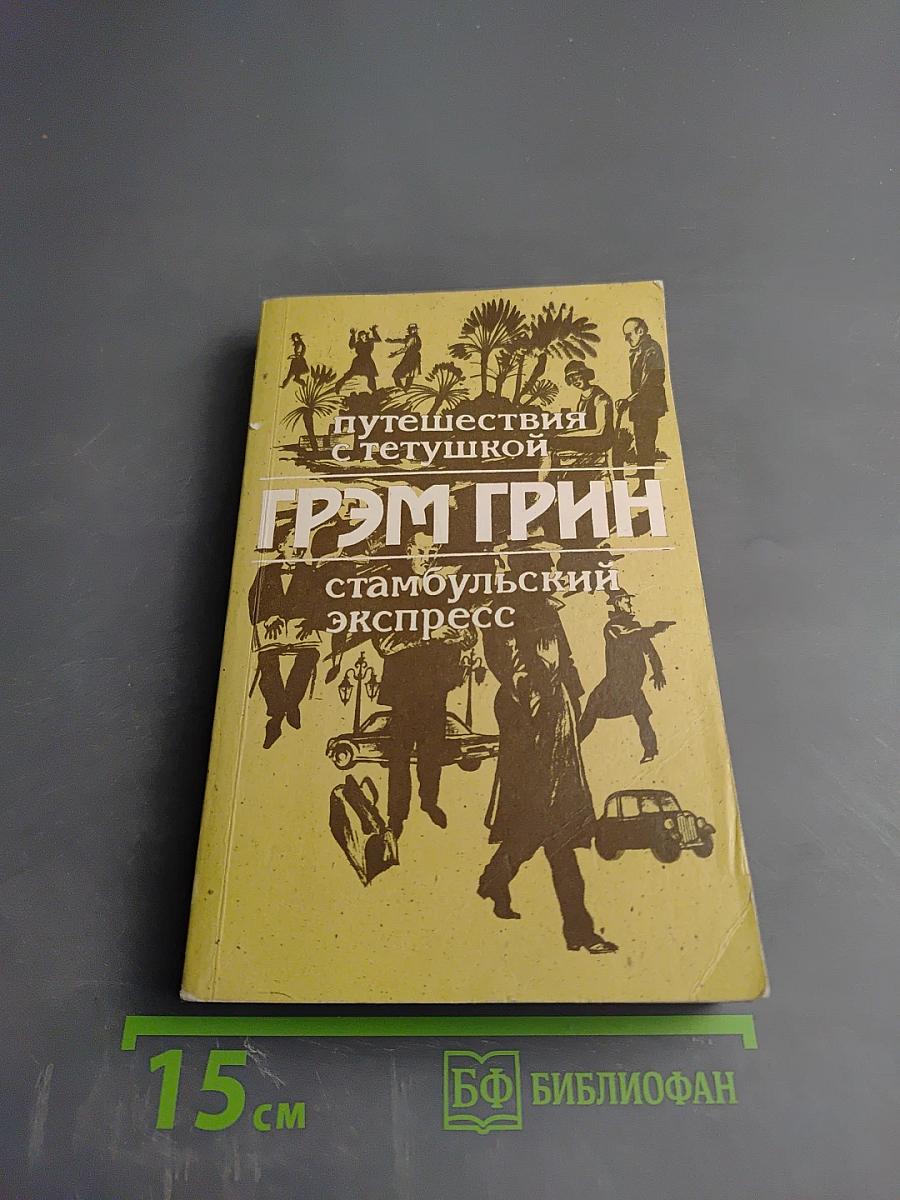 путешествия
с тетушкой
ГРЭМ ГРИН
стамбульский
экспресс
15 см
БФ БИБЛИОФАН